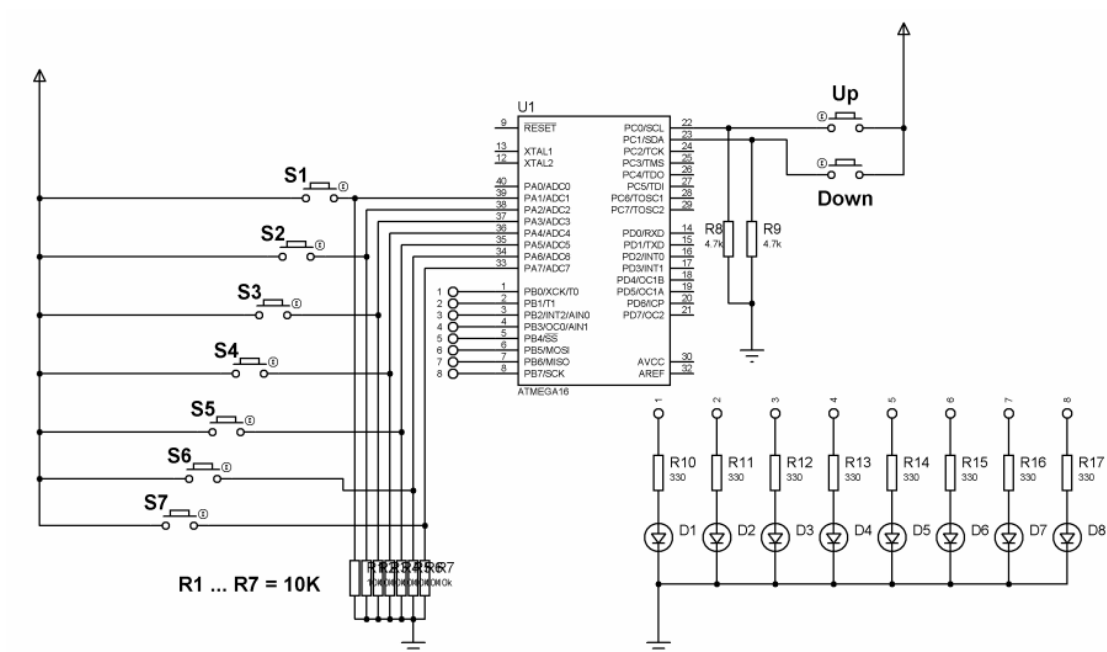 U1
9 RESET
13 XTAL1
12 XTAL2
40 PA0/ADC0
39 PA1/ADC1
38 PA2/ADC2
37 PA3/ADC3
36 PA4/ADC4
35 PA5/ADC5
34 PA6/ADC6
33 PA7/ADC7
1 1 PB0/XCK/T0
2 2 PB1/T1
3 3 PB2/INT2/AIN0
4 4 PB3/OC0/AIN1
5 5 PB4/SS
6 6 PB5/MOSI
7 7 PB6/MISO
8 8 PB7/SCK
PC0/SCL 22
PC1/SDA 23
PC2/TCK 24
PC3/TMS 25
PC4/TDO 26
PC5/TDI 27
PC6/TOSC1 28
PC7/TOSC2 29
PD0/RXD 14
PD1/TXD 15
PD2/INT0 16
PD3/INT1 17
PD4/OC1B 18
PD5/OC1A 19
PD6/ICP 20
PD7/OC2 21
AVCC 30
AREF 32
ATMEGA16
Up
Down
R8
4.7k
R9
4.7k
S1
S2
S3
S4
S5
S6
S7
R1 ... R7 = 10K
1 2 3 4 5 6 7 8
R10 R11 R12 R13 R14 R15 R16 R17
330 330 330 330 330 330 330 330
D1 D2 D3 D4 D5 D6 D7 D8